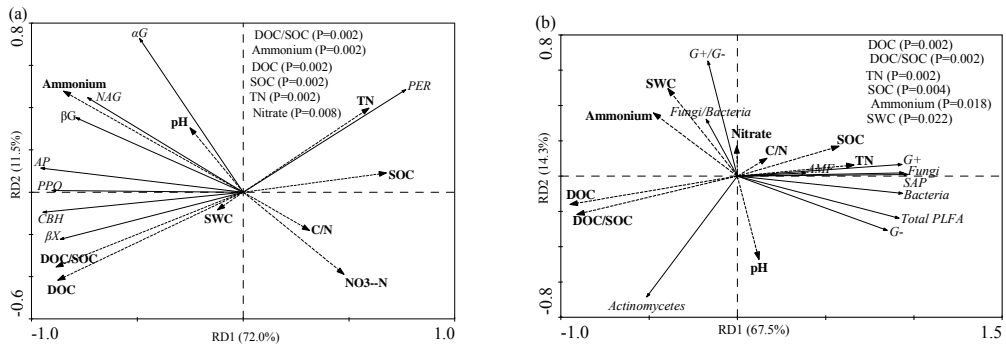 (a)
0.8
αG
DOC/SOC (P=0.002)
Ammonium (P=0.002)
DOC (P=0.002)
SOC (P=0.002)
TN (P=0.002)
Nitrate (P=0.008)
Ammonium
NAG
βG
pH
TN
PER
AP
PPO
SOC
CBH
SWC
C/N
βX
DOC/SOC
DOC
NO3--N
RD2 (11.5%)
-0.6
-1.0
RD1 (72.0%)
1.0
(b)
0.8
G+/G-
DOC (P=0.002)
DOC/SOC (P=0.002)
TN (P=0.002)
SOC (P=0.004)
Ammonium (P=0.018)
SWC (P=0.022)
SWC
Ammonium
Fungi/Bacteria
Nitrate
C/N
SOC
TN
AMF
G+
Fungi
SAP
Bacteria
DOC
DOC/SOC
Total PLFA
G-
pH
Actinomycetes
RD2 (14.3%)
-0.8
-1.0
RD1 (67.5%)
1.5